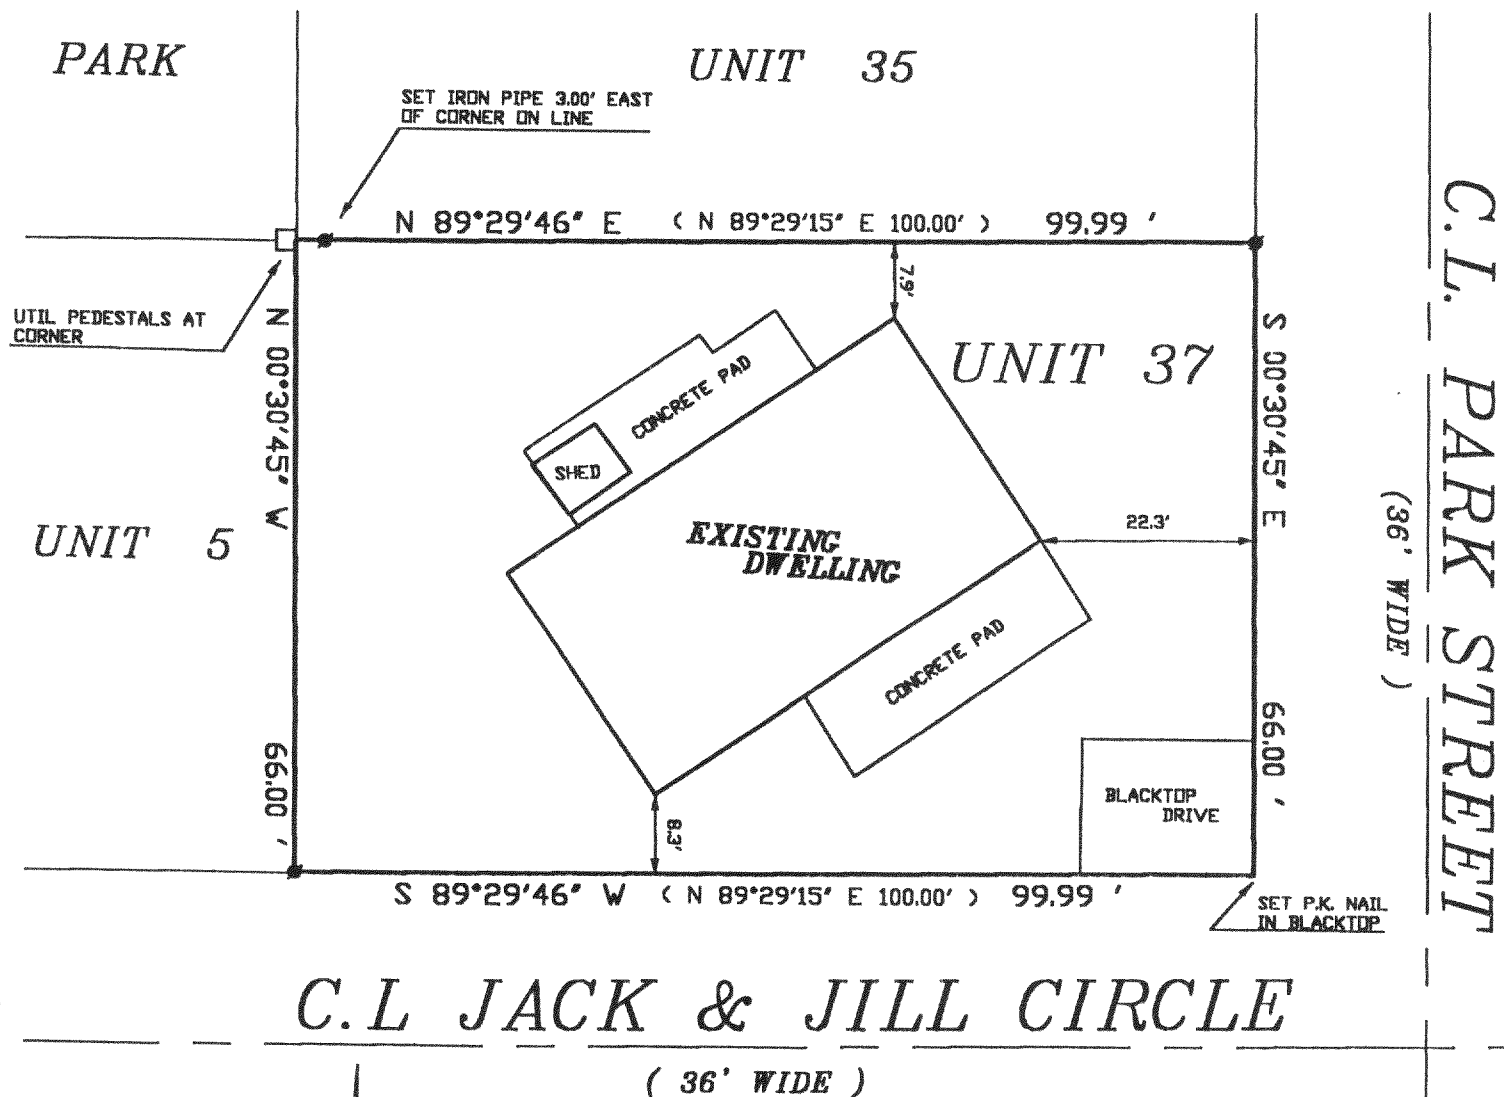 PARK
UNIT 35
SET IRON PIPE 3.00' EAST
OF CORNER ON LINE
N 89°29'46" E ( N 89°29'15" E 100.00' ) 99.99 '
UTIL PEDESTALS AT
CORNER
N 00°30'45" W
66.00 '
7.9'
UNIT 37
S 00°30'45" E
66.00 '
CONCRETE PAD
SHED
UNIT 5
EXISTING
DWELLING
22.3'
CONCRETE PAD
BLACKTOP
DRIVE
8.3'
S 89°29'46" W ( N 89°29'15" E 100.00' ) 99.99 '
SET P.K. NAIL
IN BLACKTOP
C.L. PARK STREET
(36' WIDE )
C.L JACK & JILL CIRCLE
( 36' WIDE )